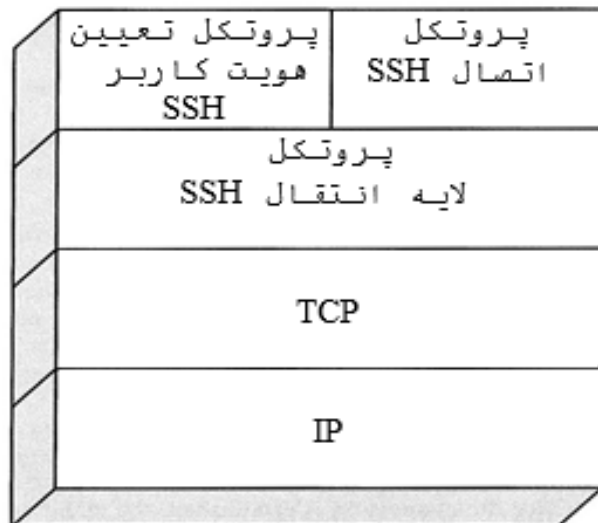 پروتکل تعیین
هویت کاربر
SSH
پروتکل
اتصال SSH
پروتکل
لایه انتقال SSH
TCP
IP